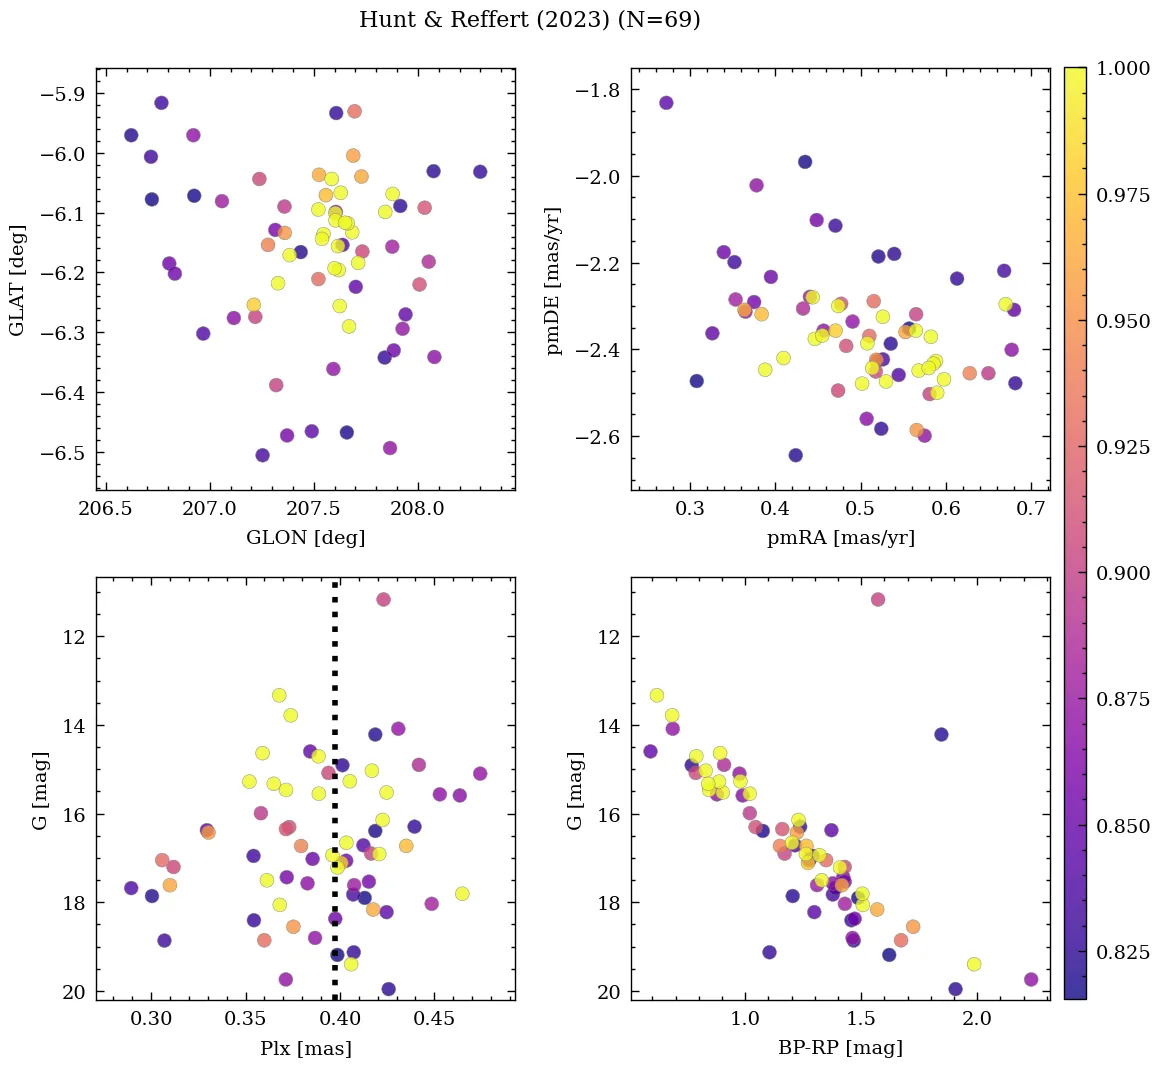 Hunt & Reffert (2023) (N=69)
−5.9
−6.0
−6.1
−6.2
−6.3
−6.4
−6.5
GLAT [deg]
206.5 207.0 207.5 208.0
GLON [deg]
−1.8
−2.0
−2.2
−2.4
−2.6
pmDE [mas/yr]
0.3 0.4 0.5 0.6 0.7
pmRA [mas/yr]
12
14
16
18
20
G [mag]
0.30 0.35 0.40 0.45
Plx [mas]
12
14
16
18
20
G [mag]
1.0 1.5 2.0
BP-RP [mag]
1.000
0.975
0.950
0.925
0.900
0.875
0.850
0.825